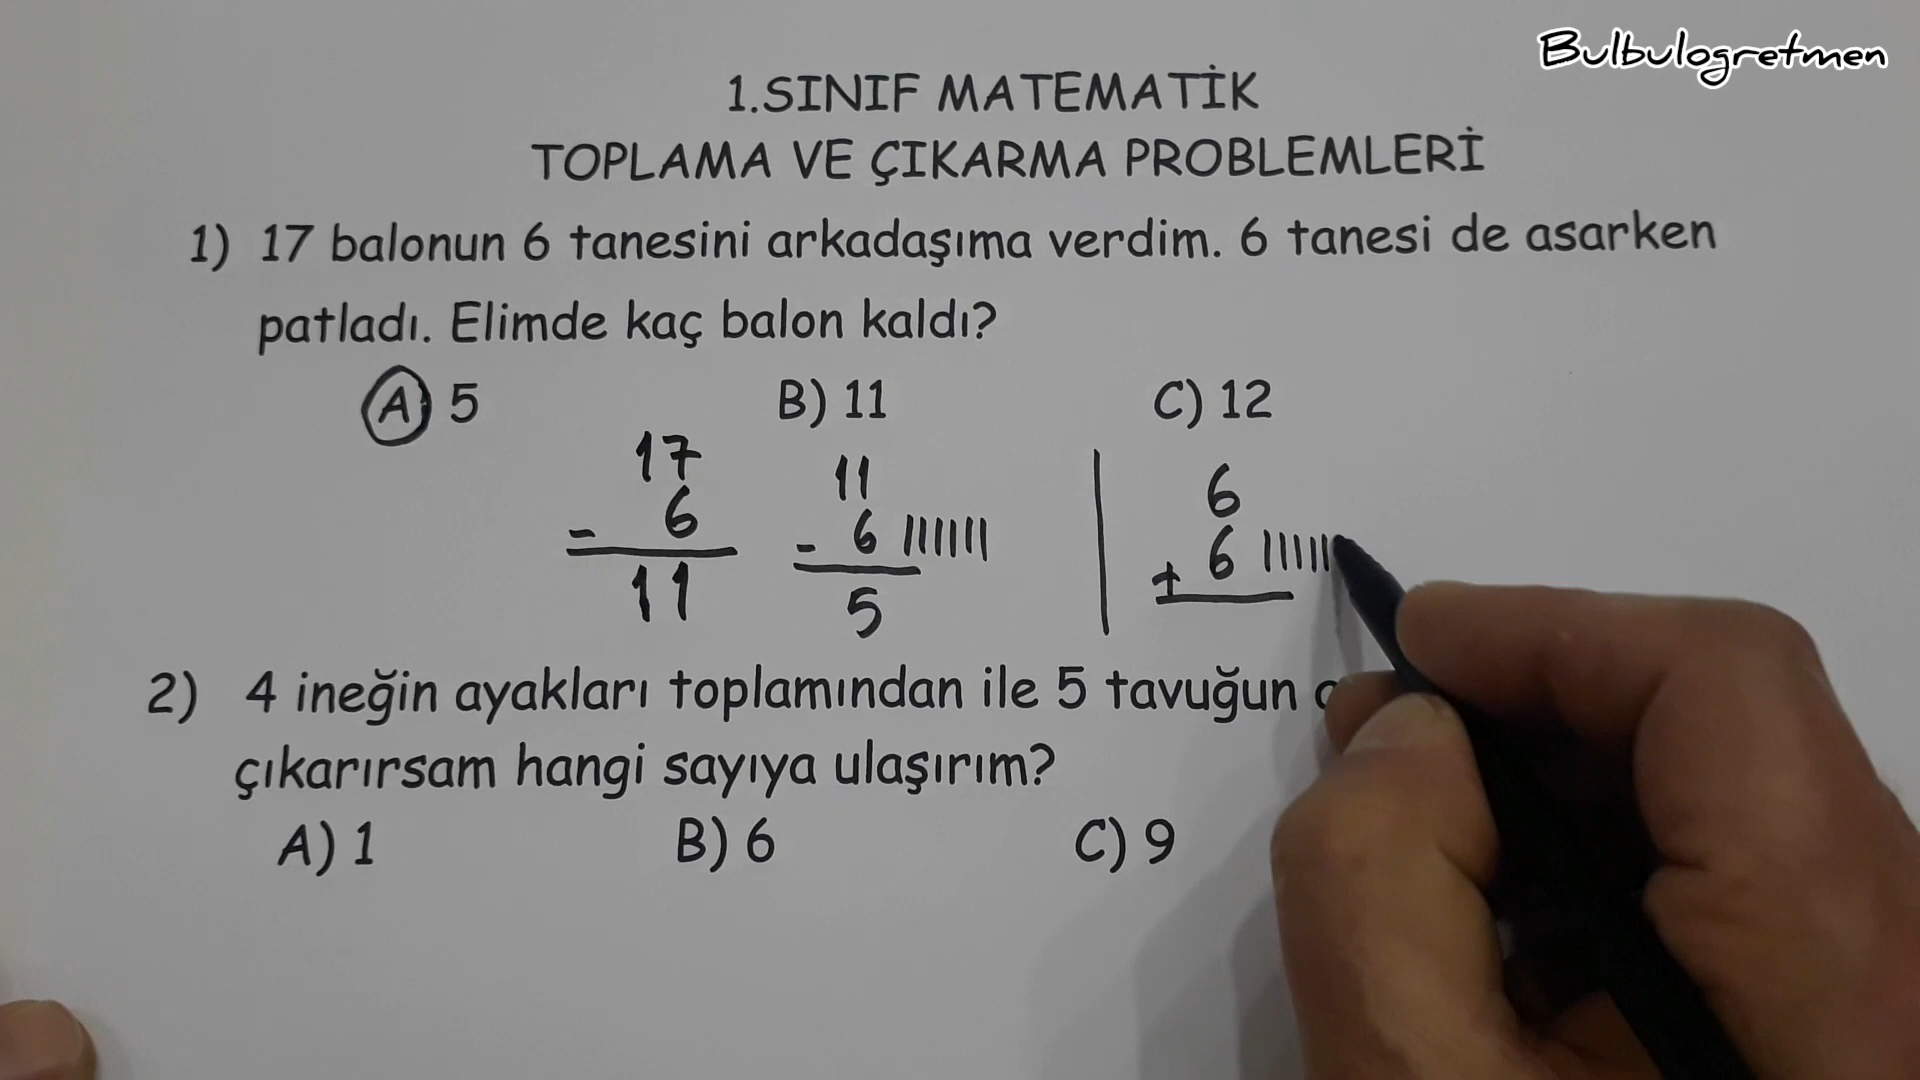 Bulbulogretmen
1.SINIF MATEMATİK
TOPLAMA VE ÇIKARMA PROBLEMLERİ
1) 17 balonun 6 tanesini arkadaşıma verdim. 6 tanesi de asarken
patladı. Elimde kaç balon kaldı?
A) 5 B) 11 C) 12
17
- 6
11
11
- 6
5
6
+ 6
2) 4 ineğin ayakları toplamından ile 5 tavuğun
çıkarırsam hangi sayıya ulaşırım?
A) 1 B) 6 C) 9